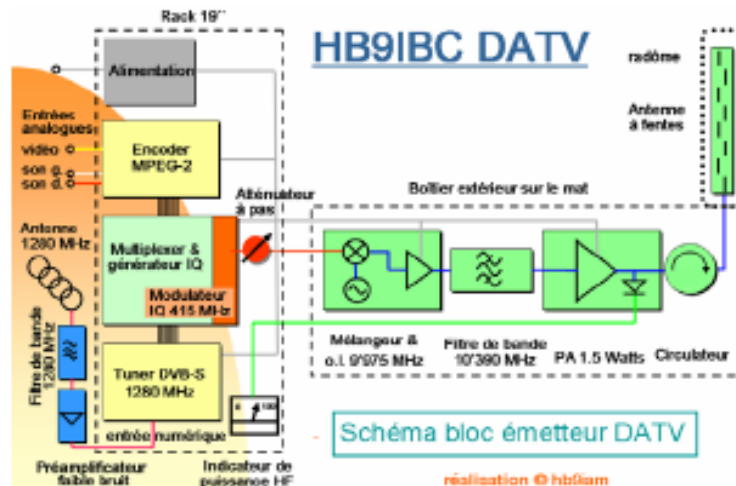 Rack 19"
HB9IBC DATV
radôme
Antenne
à fentes
Alimentation
Entrées
analogues
vidéo
son g.
son d.
Encoder
MPEG-2
Atténuateur
à pas
Boîtier extérieur sur le mat
Antenne
1280 MHz
Multiplexer &
générateur IQ
Modulateur
IQ 415 MHz
Filtre de bande
1280 MHz
Mélangeur &
o.l. 9'975 MHz
Filtre de bande
10'390 MHz
PA 1.5 Watts
Circulateur
Tuner DVB-S
1280 MHz
entrée numérique
Schéma bloc émetteur DATV
Préamplificateur
faible bruit
Indicateur de
puissance HF
réalisation @ hb9iam